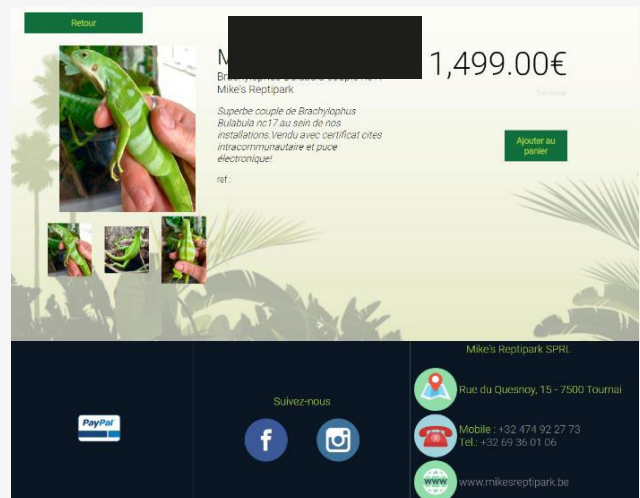 Retour
1,499.00€
Mike's Reptipark
Superbe couple de Brachylophus
Bulabula nc17 au sein de nos
installations.Vendu avec certificat cites
intracommunautaire et puce
électronique!
ref :
Ajouter au
panier
PayPal
Suivez-nous
f
Mike's Reptipark SPRL
Rue du Quesnoy, 15 - 7500 Tournai
Mobile : +32 474 92 27 73
Tel.: +32 69 36 01 06
www
www.mikesreptipark.be